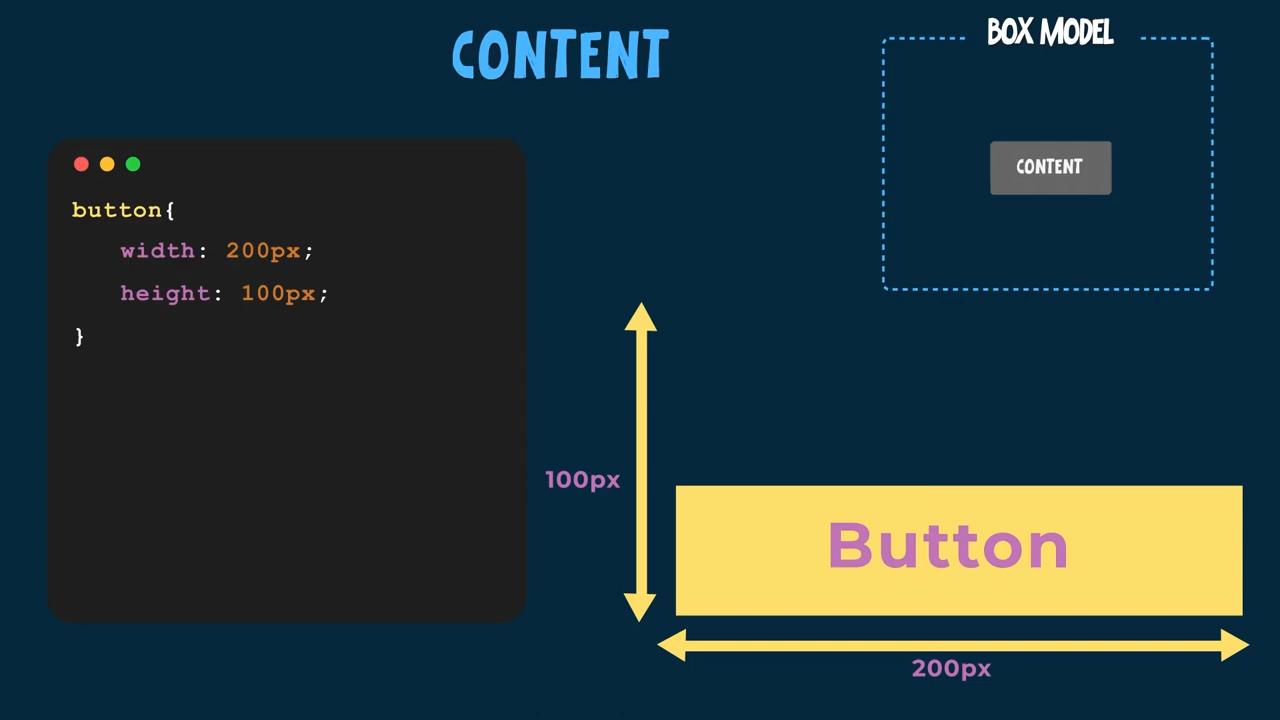 CONTENT
BOX MODEL
CONTENT
button{
width: 200px;
height: 100px;
}
100px
Button
200px